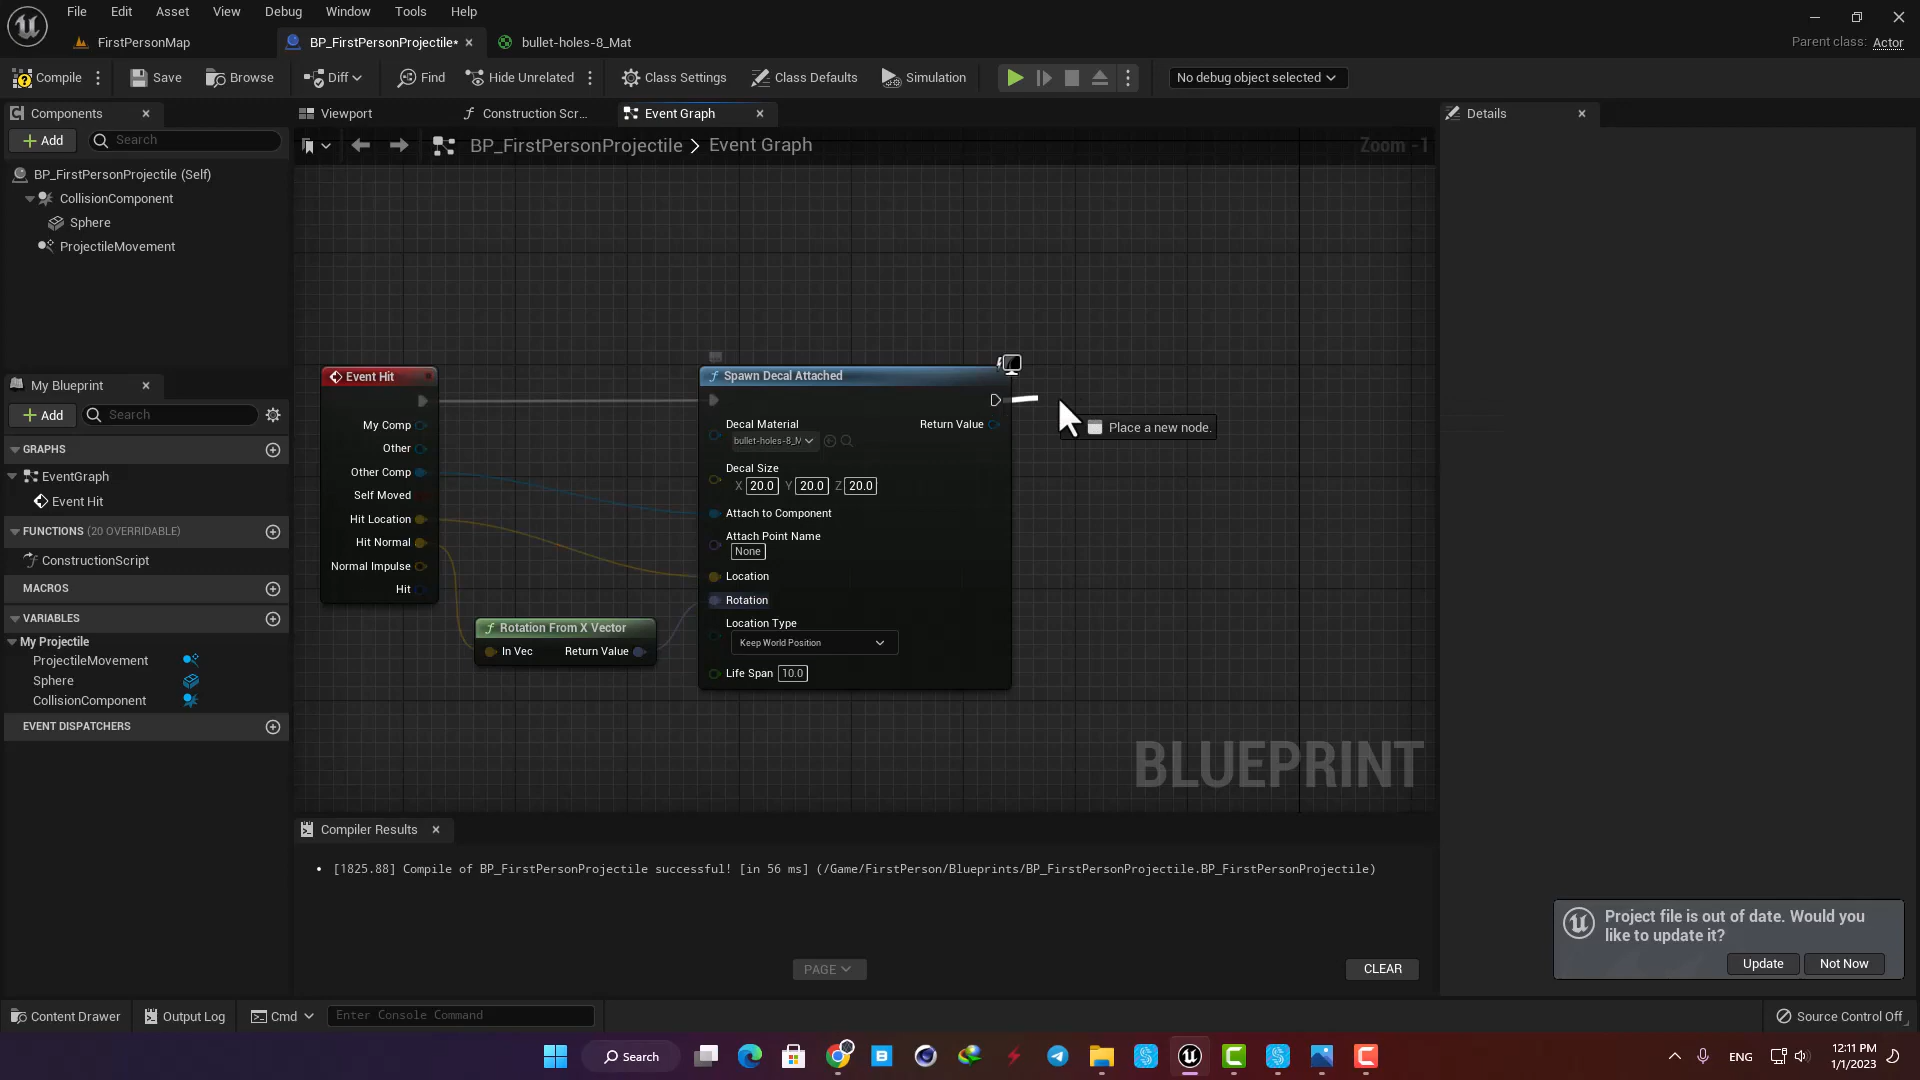 File Edit Asset View Debug Window Tools Help
FirstPersonMap BP_FirstPersonProjectile* bullet-holes-8_Mat
Parent class: Actor
Compile Save Browse Diff Find Hide Unrelated Class Settings Class Defaults Simulation No debug object selected
Components
Add Search
BP_FirstPersonProjectile (Self)
CollisionComponent
Sphere
ProjectileMovement
Viewport Construction Scr... Event Graph
BP_FirstPersonProjectile > Event Graph
Zoom -1
Details
My Blueprint
Add Search
GRAPHS
EventGraph
Event Hit
FUNCTIONS (20 OVERRIDABLE)
ConstructionScript
MACROS
VARIABLES
My Projectile
ProjectileMovement
Sphere
CollisionComponent
EVENT DISPATCHERS
Event Hit
My Comp
Other
Other Comp
Self Moved
Hit Location
Hit Normal
Normal Impulse
Hit
Rotation From X Vector
In Vec Return Value
Spawn Decal Attached
Decal Material Return Value
bullet-holes-8_M
Decal Size
X 20.0 Y 20.0 Z 20.0
Attach to Component
Attach Point Name
None
Location
Rotation
Location Type
Keep World Position
Life Span 10.0
Place a new node.
BLUEPRINT
Compiler Results
[1825.88] Compile of BP_FirstPersonProjectile successful! [in 56 ms] (/Game/FirstPerson/Blueprints/BP_FirstPersonProjectile.BP_FirstPersonProjectile)
PAGE CLEAR
Project file is out of date. Would you
like to update it?
Update Not Now
Content Drawer Output Log Cmd Enter Console Command Source Control Off
Search
ENG
12:11 PM
1/1/2023